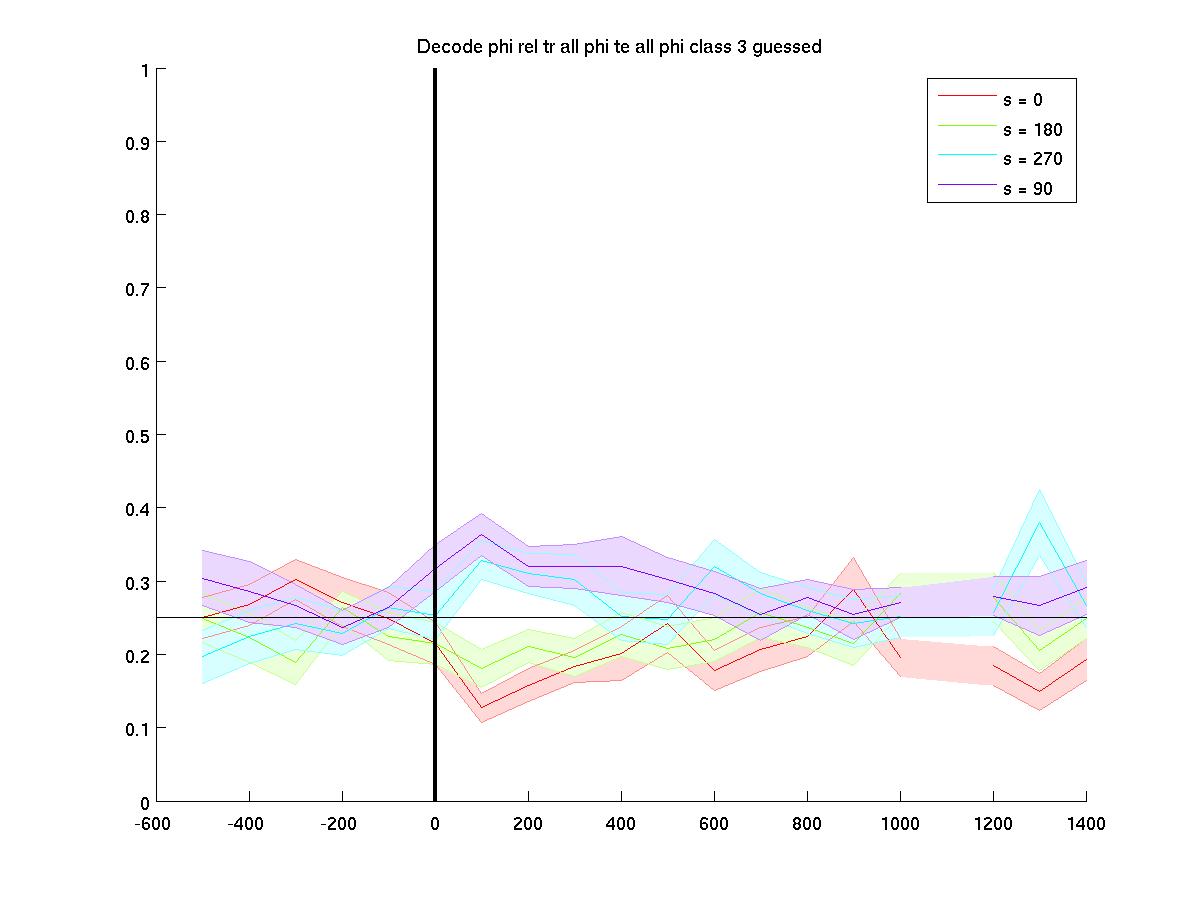 Decode phi rel tr all phi te all phi class 3 guessed
s = 0
s = 180
s = 270
s = 90
1
0.9
0.8
0.7
0.6
0.5
0.4
0.3
0.2
0.1
0
-600 -400 -200 0 200 400 600 800 1000 1200 1400